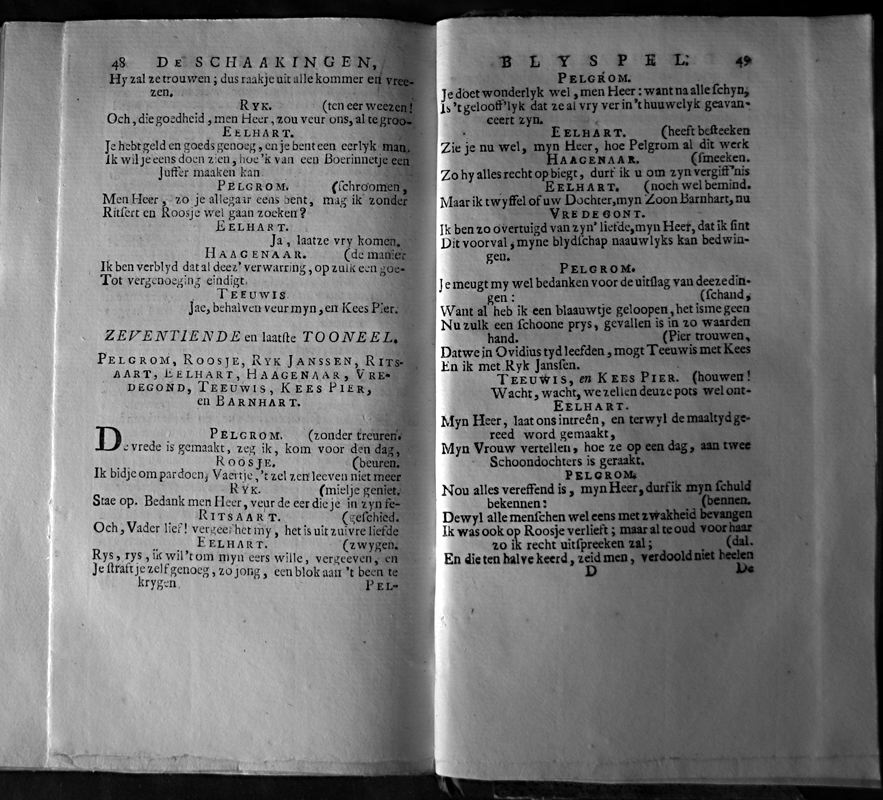 48 DE SCHAAKINGEN,
Hy zal ze trouwen; dus raakje uit alle kommer en vree-
zen.
RYK. (ten eer weezen!
Och, die goedheid, men Heer, zou veur ons, al te groo-
EELHART.
Je hebt geld en goeds genoeg, en je bent een eerlyk man.
Ik wil je eens doen zien, hoe 'k van een Boerinnetje een
Juffer maaken kan
PELGROM. (ſchroomen,
Men Heer, zo je allegaar eens bent, mag ik zonder
Ritſert en Roosje wel gaan zoeken?
EELHART.
Ja, laatze vry komen.
HAAGENAAR. (de manier
Ik ben verblyd dat al deez' verwarring, op zulk een goe-
Tot vergenoeging eindigt.
TEEUWIS
Jae, behalven veur myn, en Kees Pier.
ZEVENTIENDE en laatſte TOONEEL.
PELGROM, ROOSJE, RYK JANSSEN, RITS-
AART, EELHART, HAAGENAAR, VRE-
DEGOND, TEEUWIS, KEES PIER,
en BARNHART.
PELGROM. (zonder treuren.
De vrede is gemaakt, zeg ik, kom voor den dag,
ROOSJE. (beuren.
Ik bidje om pardoen, Vaertje, 't zel zen leeven niet meer
RYK. (mielje geniet.
Stae op. Bedank men Heer, veur de eer die je in zyn fe-
RITSAART. (geſchied.
Och, Vader lief! vergeef het my, het is uit zuivre liefde
EELHART. (zwygen.
Rys, rys, ik wil 't om myn eers wille, vergeeven, en
Je ſtraft je zelf genoeg, zo jong, een blok aan 't been te
krygen. PEL-
BLYSPEL. 49
PELGROM.
Je doet wonderlyk wel, men Heer: want na alle ſchyn,
Is 't gelooff'lyk dat ze al vry ver in 't huuwelyk geavan-
ceert zyn.
EELHART. (heeft beſteeken
Zie je nu wel, myn Heer, hoe Pelgrom al dit werk
HAAGENAAR. (ſmeeken.
Zo hy alles recht op biegt, durf ik u om zyn vergiff'nis
EELHART. (noch wel bemind.
Maar ik twyffel of uw Dochter, myn Zoon Barnhart, nu
VREDEGONT.
Ik ben zo overtuigd van zyn' liefde, myn Heer, dat ik ſint
Dit voorval, myne blydſchap naauwlyks kan bedwin-
gen.
PELGROM.
Je meugt my wel bedanken voor de uitſlag van deeze din-
gen: (ſchand,
Want al heb ik een blaauwtje geloopen, het is me geen
Nu zulk een ſchoone prys, gevallen is in zo waarden
hand. (Pier trouwen,
Dat we in Ovidius tyd leefden, mogt Teeuwis met Kees
En ik met Ryk Janſſen.
TEEUWIS, en KEES PIER. (houwen!
Wacht, wacht, we zellen deuze pots wel ont-
EELHART.
Myn Heer, laat ons intreên, en terwyl de maaltyd ge-
reed word gemaakt,
Myn Vrouw vertellen, hoe ze op een dag, aan twee
Schoondochters is geraakt.
PELGROM.
Nou alles vereffend is, myn Heer, durf ik myn ſchuld
bekennen: (bennen.
Dewyl alle menſchen wel eens met zwakheid bevangen
Ik was ook op Roosje verlieft; maar al te oud voor haar
zo ik recht uitſpreeken zal; (dal.
En die ten halve keerd, zeid men, verdoold niet heelen
D De